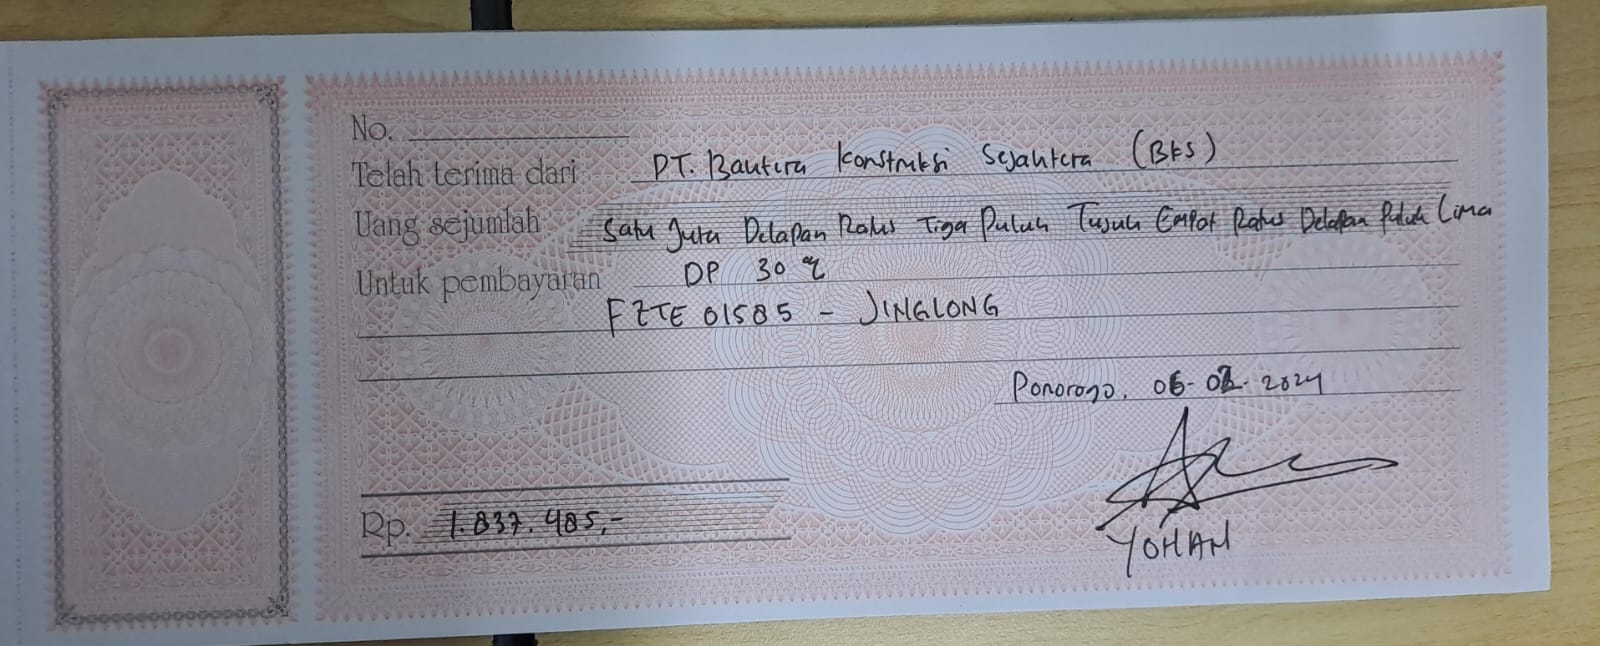 No.
Telah terima dari PT. Bautera Konstruksi Sejahtera (BKS)
Uang sejumlah Satu Juta Delapan Ratus Tiga Puluh Tujuh Empat Ratus Delapan Puluh Lima
Untuk pembayaran DP 30 %
FZTE 01585 - JINGLONG
Ponorogo, 06-02-2024
Rp. 1.837.485,-
YOHAN